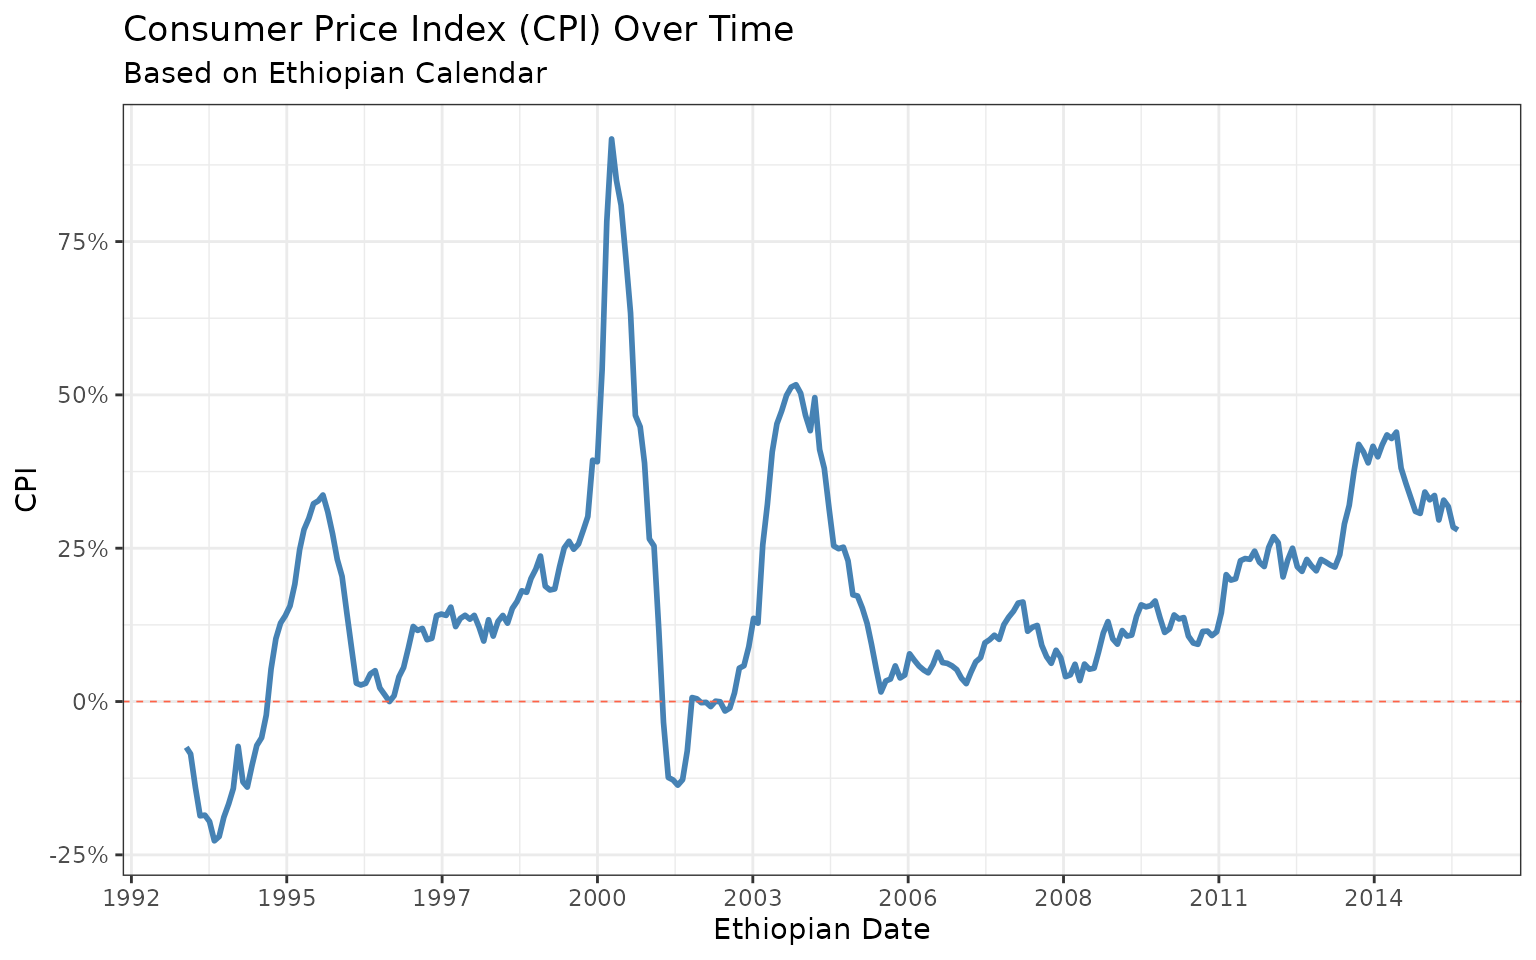 Consumer Price Index (CPI) Over Time
Based on Ethiopian Calendar
CPI
75%
50%
25%
0%
-25%
1992 1995 1997 2000 2003 2006 2008 2011 2014
Ethiopian Date